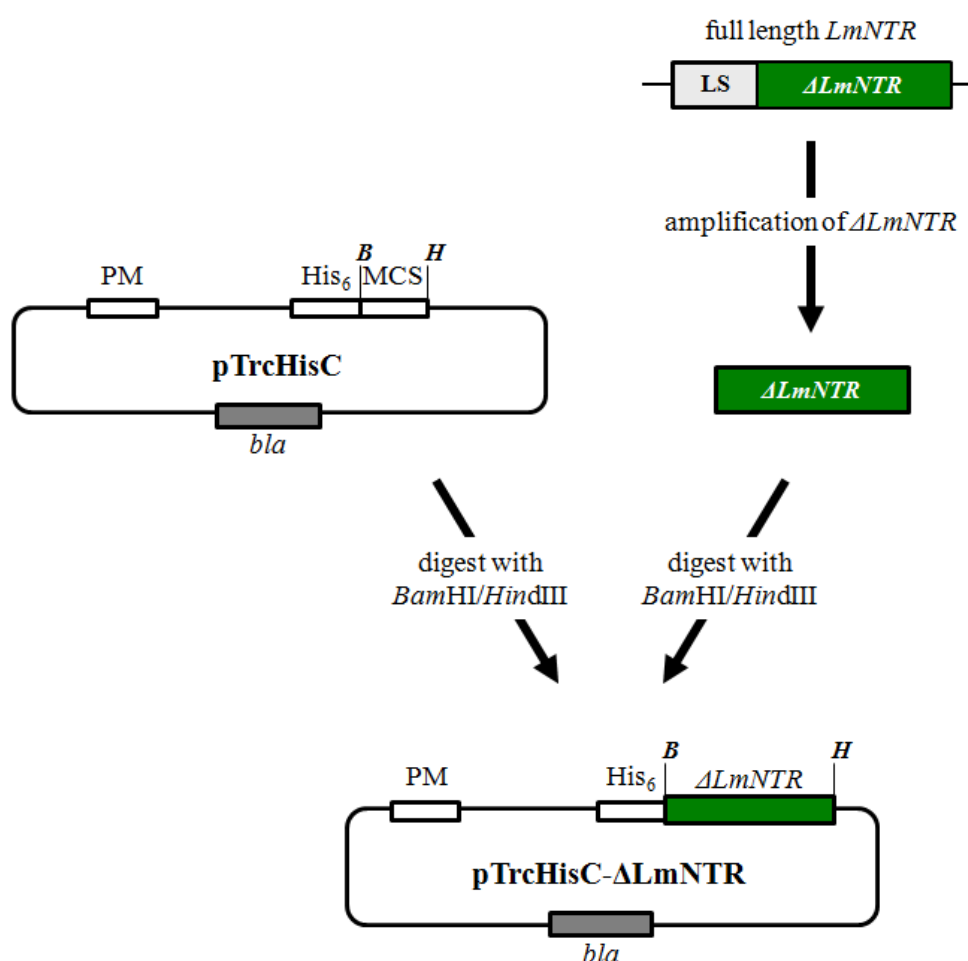 full length LmNTR
LS ΔLmNTR
amplification of ΔLmNTR
B H
PM His₆ MCS
pTrcHisC
bla
ΔLmNTR
digest with
BamHI/HindIII
digest with
BamHI/HindIII
B H
PM His₆ ΔLmNTR
pTrcHisC-ΔLmNTR
bla